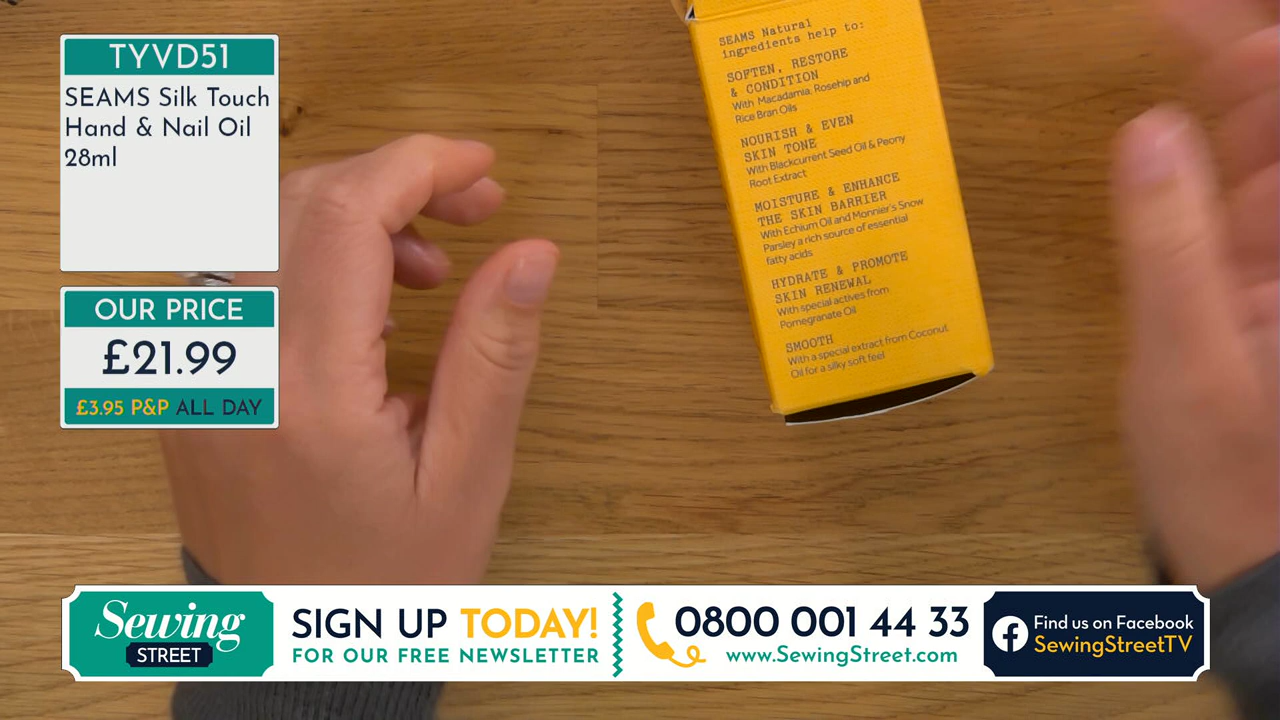 TYVD51
SEAMS Silk Touch
Hand & Nail Oil
28ml
OUR PRICE
£21.99
£3.95 P&P ALL DAY
SEAMS Natural
ingredients help to:
SOFTEN, RESTORE
& CONDITION
With Macadamia, Rosehip and
Rice Bran Oils
NOURISH & EVEN
SKIN TONE
With Blackcurrent Seed Oil & Peony
Root Extract
MOISTURE & ENHANCE
THE SKIN BARRIER
With Echium Oil and Monnier's Snow
Parsley a rich source of essential
fatty acids
HYDRATE & PROMOTE
SKIN RENEWAL
With special actives from
Pomegranate Oil
SMOOTH
With a special extract from Coconut
Oil for a silky soft feel
Sewing
STREET
SIGN UP TODAY!
FOR OUR FREE NEWSLETTER
0800 001 44 33
www.SewingStreet.com
Find us on Facebook
SewingStreetTV